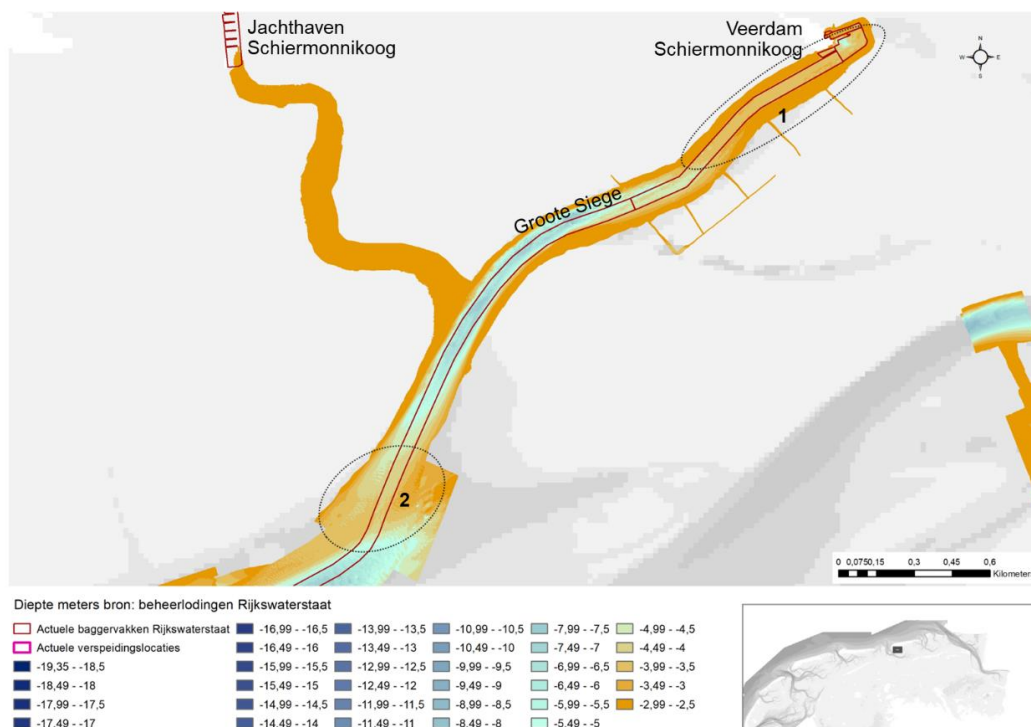 Jachthaven
Schiermonnikoog
Veerdam
Schiermonnikoog
N
W
E
S
1
Groote Siege
2
0 0,0750,15 0,3 0,45 0,6
Kilometer
Diepte meters bron: beheerlodingen Rijkswaterstaat
Actuele baggervakken Rijkswaterstaat
Actuele verspeidingslocaties
-19,35 - -18,5
-18,49 - -18
-17,99 - -17,5
-17,49 - -17
-16,99 - -16,5
-16,49 - -16
-15,99 - -15,5
-15,49 - -15
-14,99 - -14,5
-14,49 - -14
-13,99 - -13,5
-13,49 - -13
-12,99 - -12,5
-12,49 - -12
-11,99 - -11,5
-11,49 - -11
-10,99 - -10,5
-10,49 - -10
-9,99 - -9,5
-9,49 - -9
-8,99 - -8,5
-8,49 - -8
-7,99 - -7,5
-7,49 - -7
-6,99 - -6,5
-6,49 - -6
-5,99 - -5,5
-5,49 - -5
-4,99 - -4,5
-4,49 - -4
-3,99 - -3,5
-3,49 - -3
-2,99 - -2,5